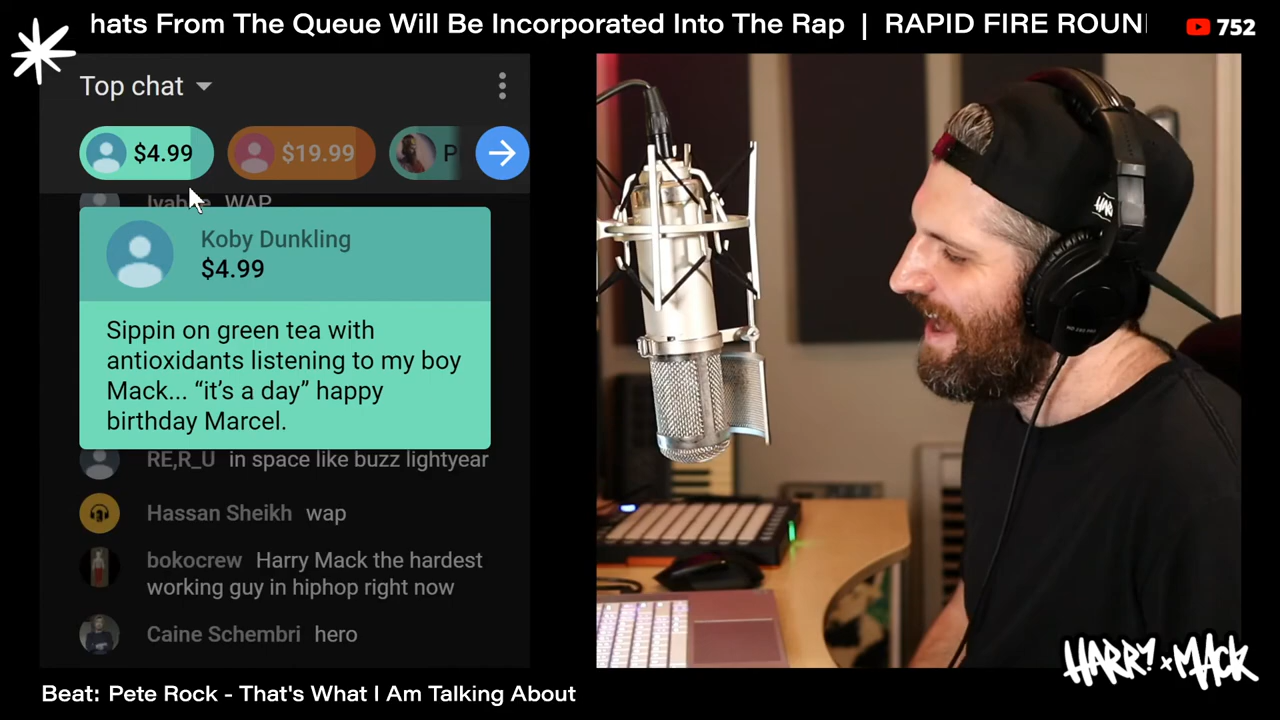 hats From The Queue Will Be Incorporated Into The Rap | RAPID FIRE ROUN
752
Top chat
$4.99
$19.99
P
WAP
Koby Dunkling
$4.99
Sippin on green tea with
antioxidants listening to my boy
Mack... “it’s a day” happy
birthday Marcel.
RE,R_U in space like buzz lightyear
Hassan Sheikh wap
bokocrew Harry Mack the hardest
working guy in hiphop right now
Caine Schembri hero
HARRY x MACK
Beat: Pete Rock - That's What I Am Talking About